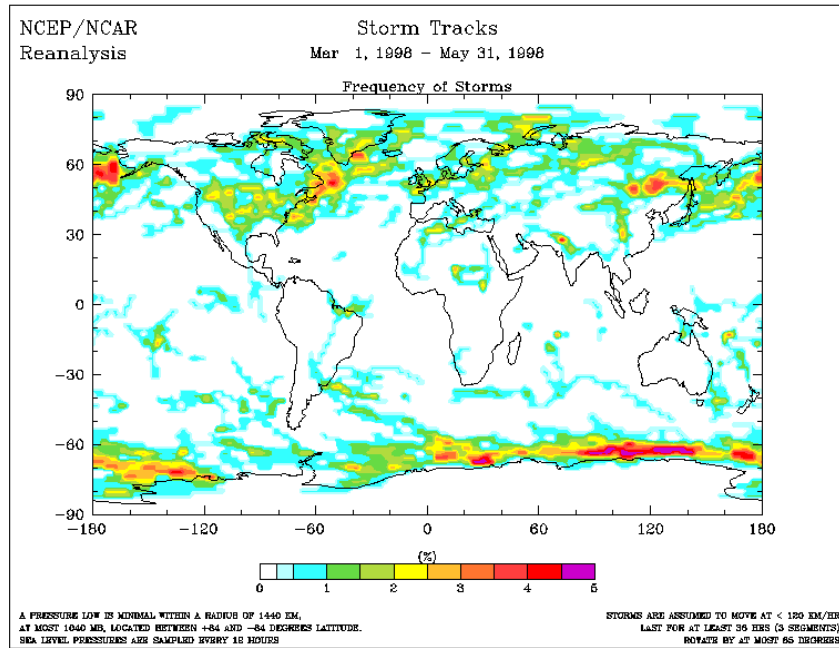 NCEP/NCAR
Reanalysis
Storm Tracks
Mar 1, 1998 - May 31, 1998
Frequency of Storms
90
60
30
0
-30
-60
-90
-180 -120 -60 0 60 120 180
(%)
0 1 2 3 4 5
A PRESSURE LOW IS MINIMAL WITHIN A RADIUS OF 1440 KM,
AT MOST 1040 MB, LOCATED BETWEEN +84 AND -84 DEGREES LATITUDE.
SEA LEVEL PRESSURES ARE SAMPLED EVERY 12 HOURS
STORMS ARE ASSUMED TO MOVE AT < 120 KM/HR
LAST FOR AT LEAST 36 HRS (3 SEGMENTS)
ROTATE BY AT MOST 85 DEGREES